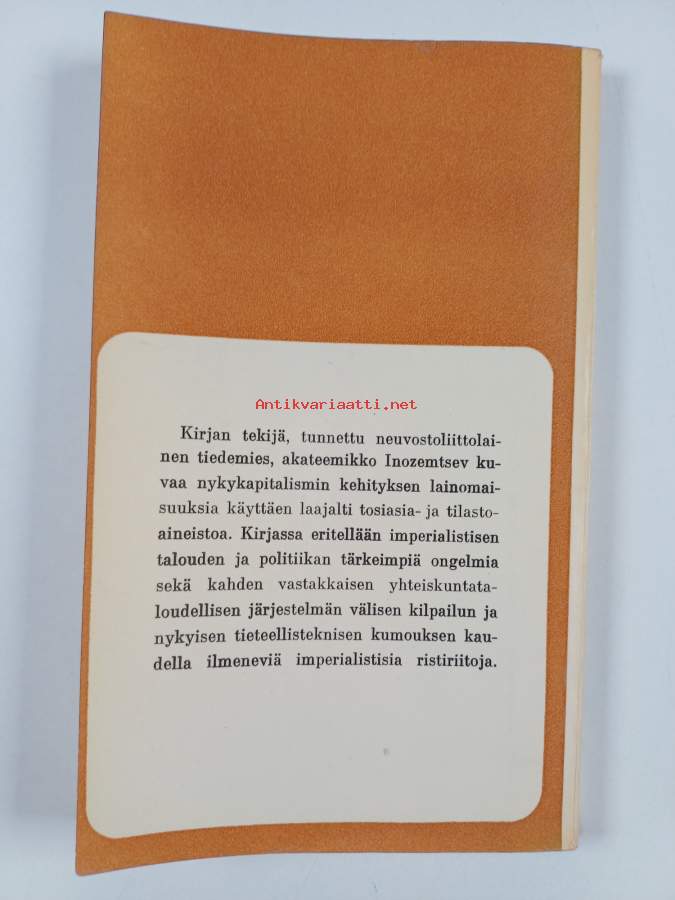 Antikvariaatti.net
Kirjan tekijä, tunnettu neuvostoliittolai-
nen tiedemies, akateemikko Inozemtsev ku-
vaa nykykapitalismin kehityksen lainomai-
suuksia käyttäen laajalti tosiasia- ja tilasto-
aineistoa. Kirjassa eritellään imperialistisen
talouden ja politiikan tärkeimpiä ongelmia
sekä kahden vastakkaisen yhteiskuntata-
loudellisen järjestelmän välisen kilpailun ja
nykyisen tieteellisteknisen kumouksen kau-
della ilmeneviä imperialistisia ristiriitoja.